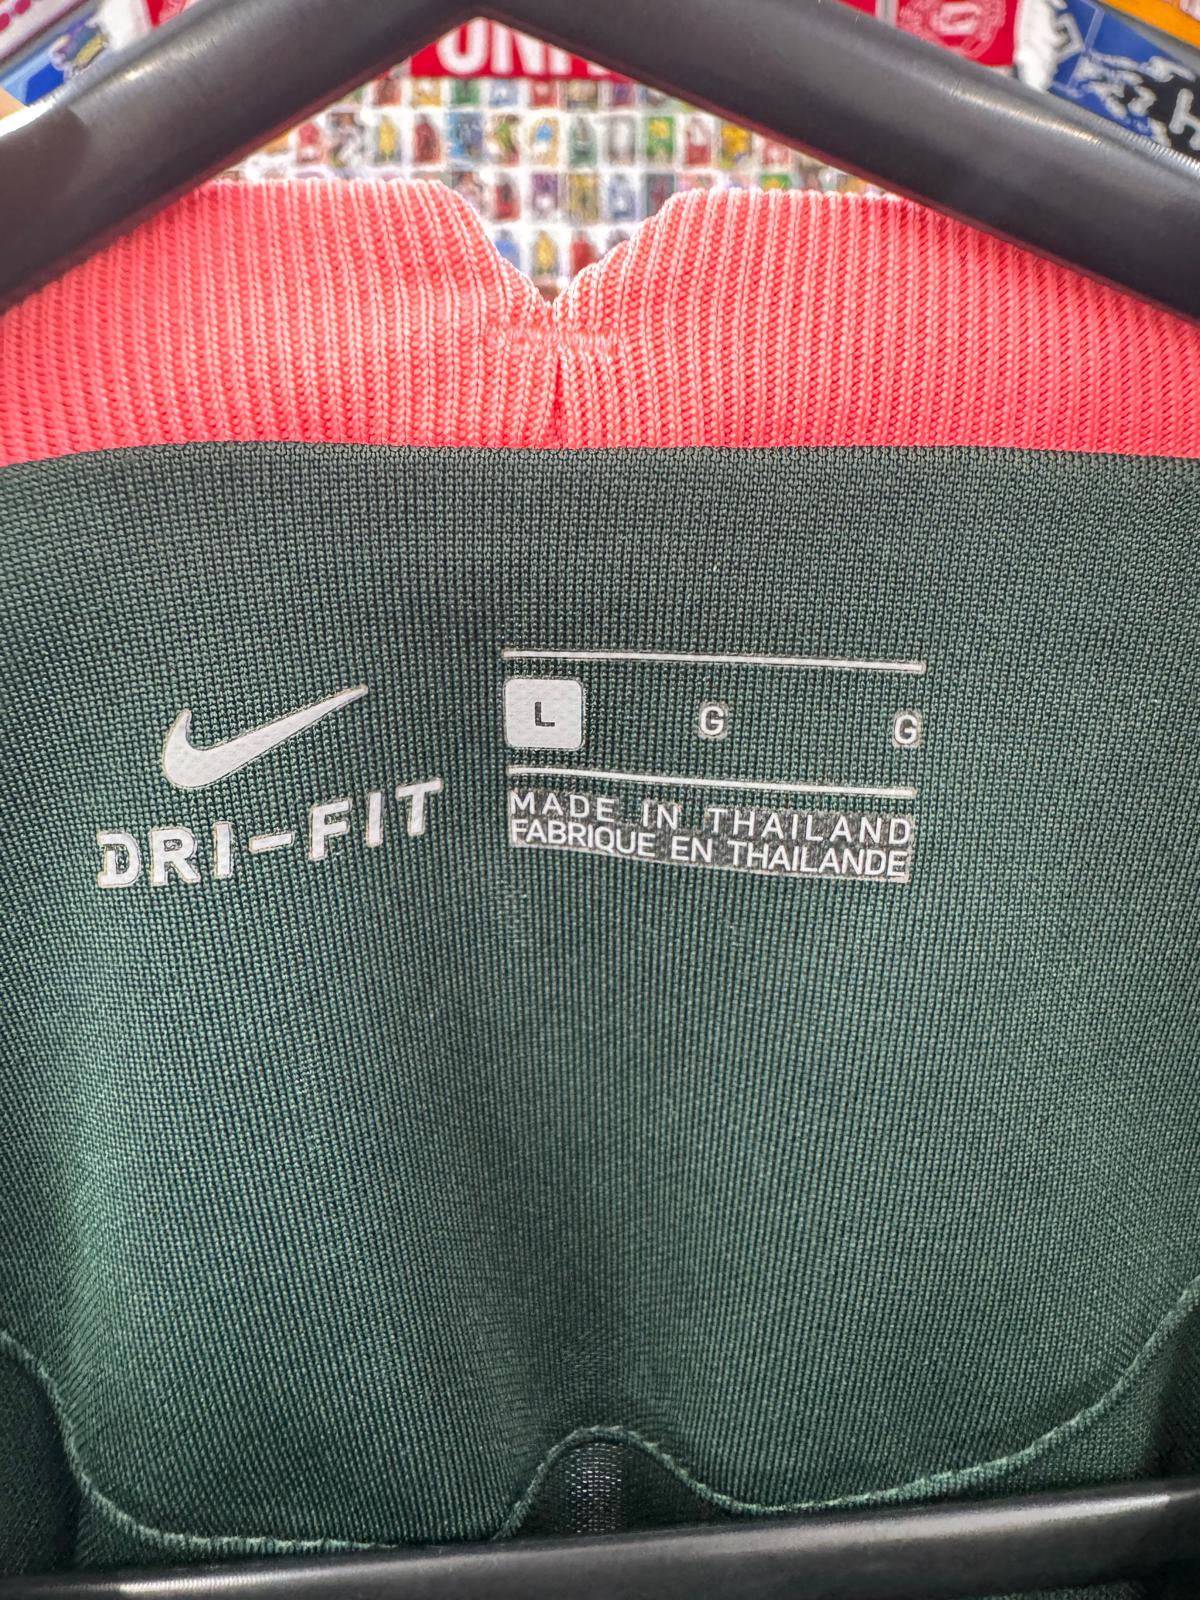 L G G
DRI-FIT
MADE IN THAILAND
FABRIQUE EN THAILANDE